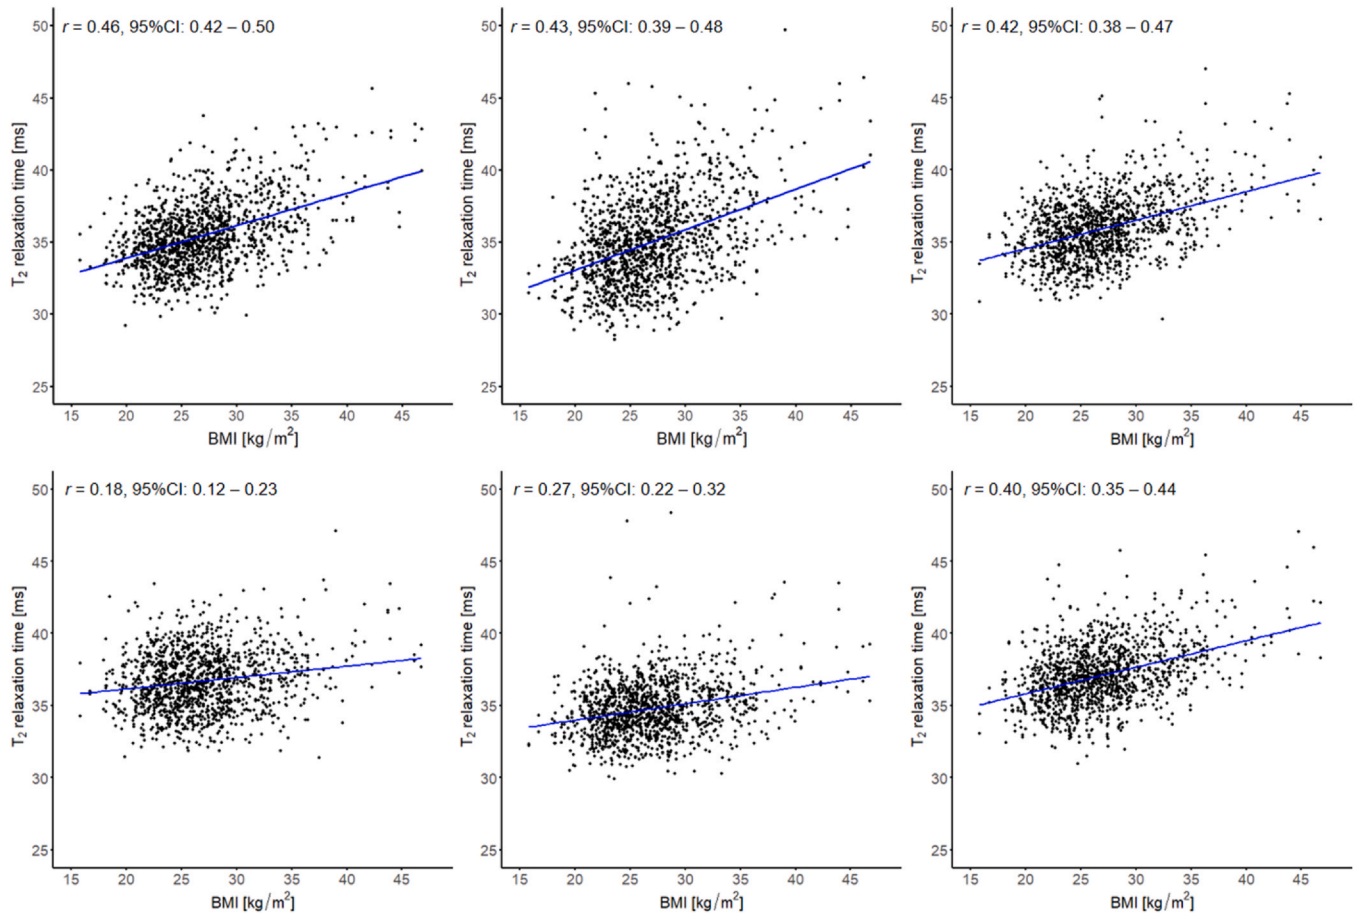 r = 0.46, 95%CI: 0.42 – 0.50
50
45
40
35
30
25
T2 relaxation time [ms]
15 20 25 30 35 40 45
BMI [kg/m²]
r = 0.43, 95%CI: 0.39 – 0.48
50
45
40
35
30
25
T2 relaxation time [ms]
15 20 25 30 35 40 45
BMI [kg/m²]
r = 0.42, 95%CI: 0.38 – 0.47
50
45
40
35
30
25
T2 relaxation time [ms]
15 20 25 30 35 40 45
BMI [kg/m²]
r = 0.18, 95%CI: 0.12 – 0.23
50
45
40
35
30
25
T2 relaxation time [ms]
15 20 25 30 35 40 45
BMI [kg/m²]
r = 0.27, 95%CI: 0.22 – 0.32
50
45
40
35
30
25
T2 relaxation time [ms]
15 20 25 30 35 40 45
BMI [kg/m²]
r = 0.40, 95%CI: 0.35 – 0.44
50
45
40
35
30
25
T2 relaxation time [ms]
15 20 25 30 35 40 45
BMI [kg/m²]